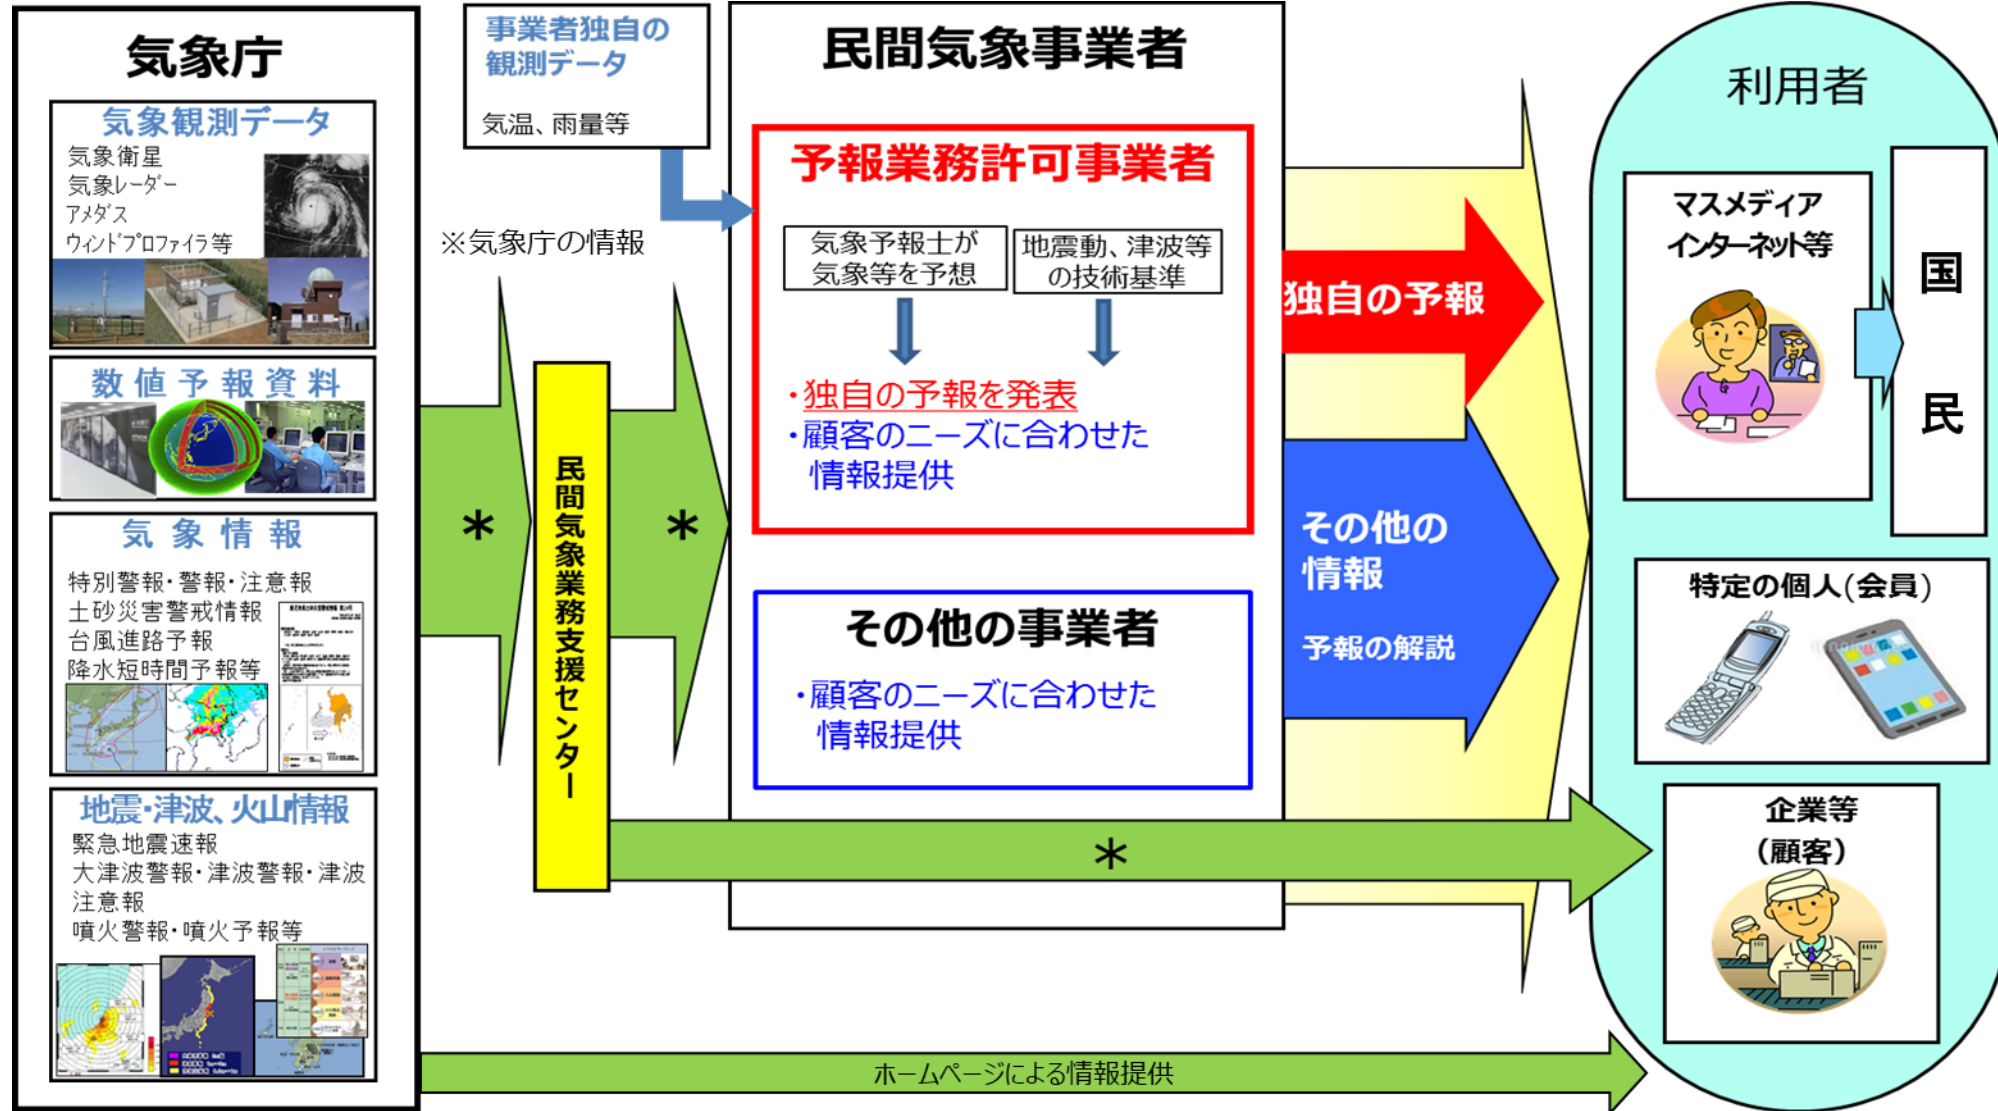 気象庁
気象観測データ
気象衛星
気象レーダー
アメダス
ウィンドプロファイラ等
数値予報資料
気象情報
特別警報・警報・注意報
土砂災害警戒情報
台風進路予報
降水短時間予報等
地震・津波、火山情報
緊急地震速報
大津波警報・津波警報・津波
注意報
噴火警報・噴火予報等
事業者独自の
観測データ
気温、雨量等
※気象庁の情報
*
民間気象業務支援センター
*
民間気象事業者
予報業務許可事業者
気象予報士が
気象等を予想
地震動、津波等
の技術基準
・独自の予報を発表
・顧客のニーズに合わせた
情報提供
その他の事業者
・顧客のニーズに合わせた
情報提供
*
独自の予報
その他の
情報
予報の解説
ホームページによる情報提供
利用者
マスメディア
インターネット等
国民
特定の個人(会員)
企業等
(顧客)